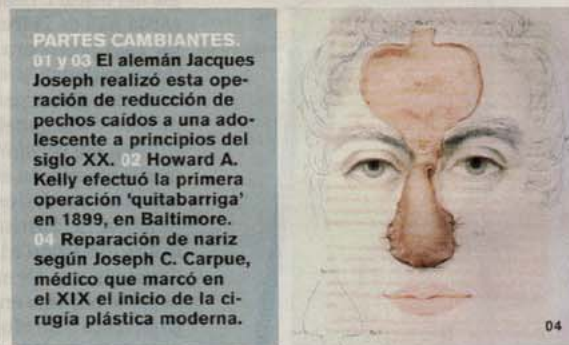 PARTES CAMBIANTES.
01 y 03 El alemán Jacques
Joseph realizó esta ope-
ración de reducción de
pechos caídos a una ado-
lescente a principios del
siglo XX. 02 Howard A.
Kelly efectuó la primera
operación 'quitabarriga'
en 1899, en Baltimore.
04 Reparación de nariz
según Joseph C. Carpue,
médico que marcó en
el XIX el inicio de la ci-
rugía plástica moderna.
04